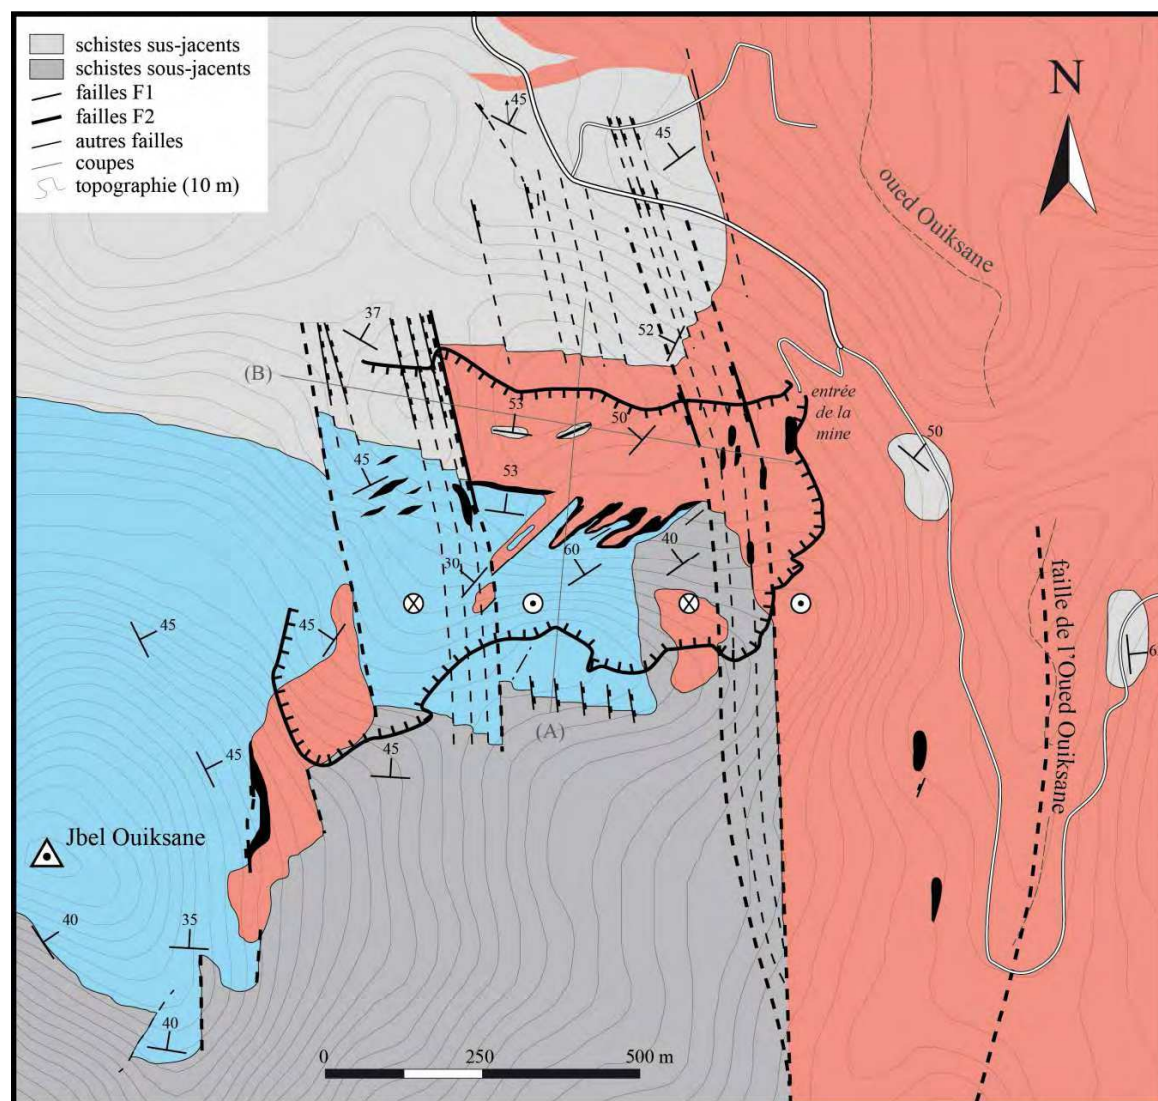 schistes sus-jacents
schistes sous-jacents
failles F1
failles F2
autres failles
coupes
topographie (10 m)
N
45
45
oued Ouiksane
37
52
(B)
entrée
de la
mine
53
50
50
45
53
60
40
30
45
45
faille de l'Oued Ouiksane
45
45
(A)
Jbel Ouiksane
40
35
40
0
250
500 m